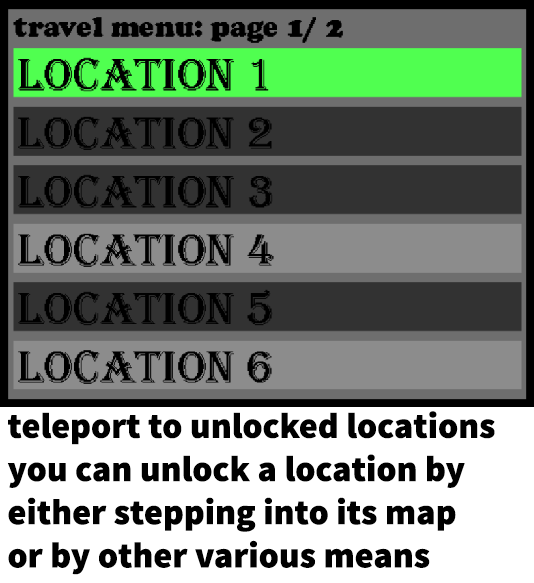 travel menu: page 1/ 2
LOCATION 1
LOCATION 2
LOCATION 3
LOCATION 4
LOCATION 5
LOCATION 6
teleport to unlocked locations
you can unlock a location by
either stepping into its map
or by other various means